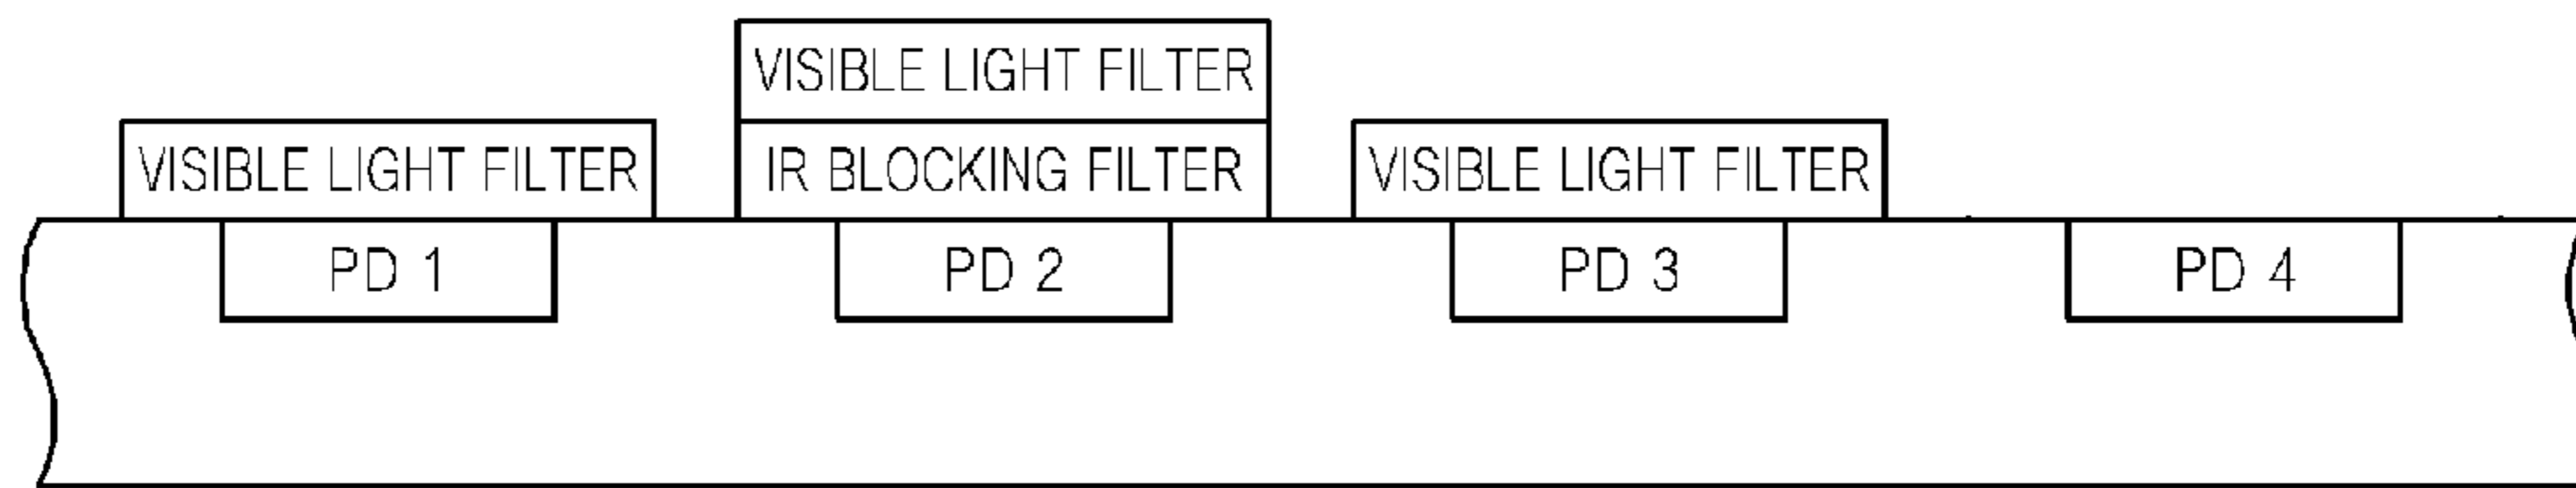 VISIBLE LIGHT FILTER
VISIBLE LIGHT FILTER
IR BLOCKING FILTER
VISIBLE LIGHT FILTER
PD 1
PD 2
PD 3
PD 4